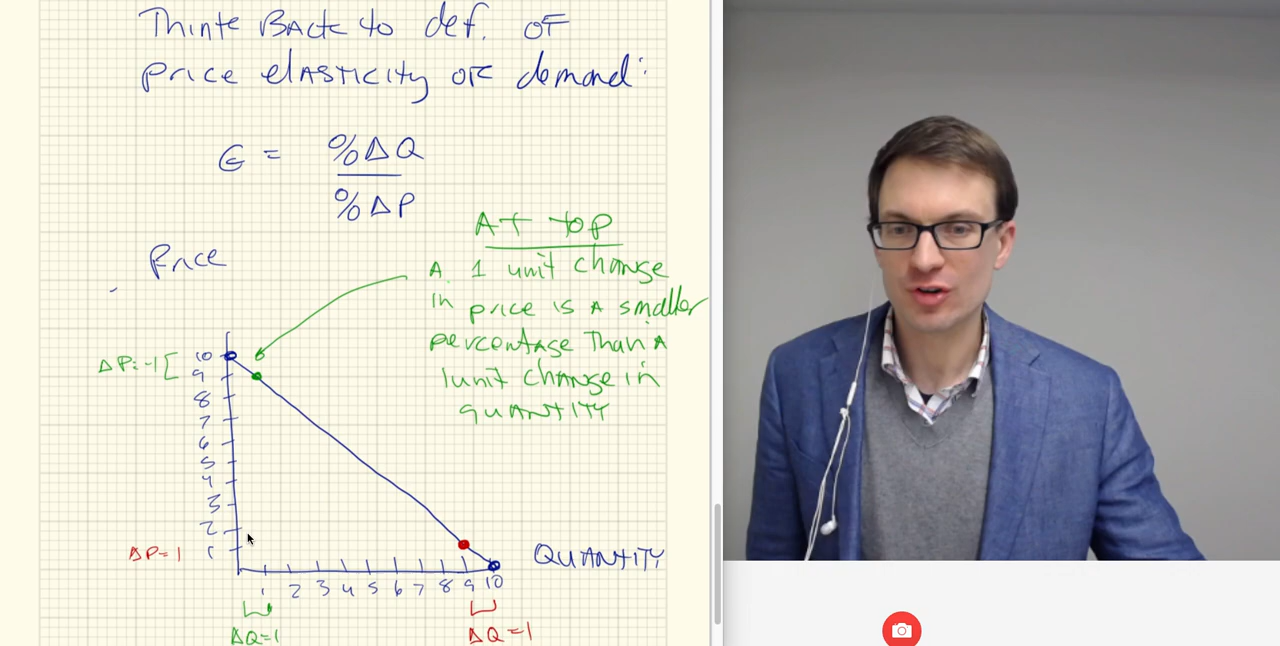 Think Back to def. of
price elasticity of demand:
ϵ = %ΔQ
%ΔP
Price
At top
A 1 unit change
in price is a smaller
percentage than a
1 unit change in
quantity
ΔP=-1
10
9
8
7
6
5
4
3
2
1
ΔP=1
QUANTITY
1 2 3 4 5 6 7 8 9 10
ΔQ=1
ΔQ=1